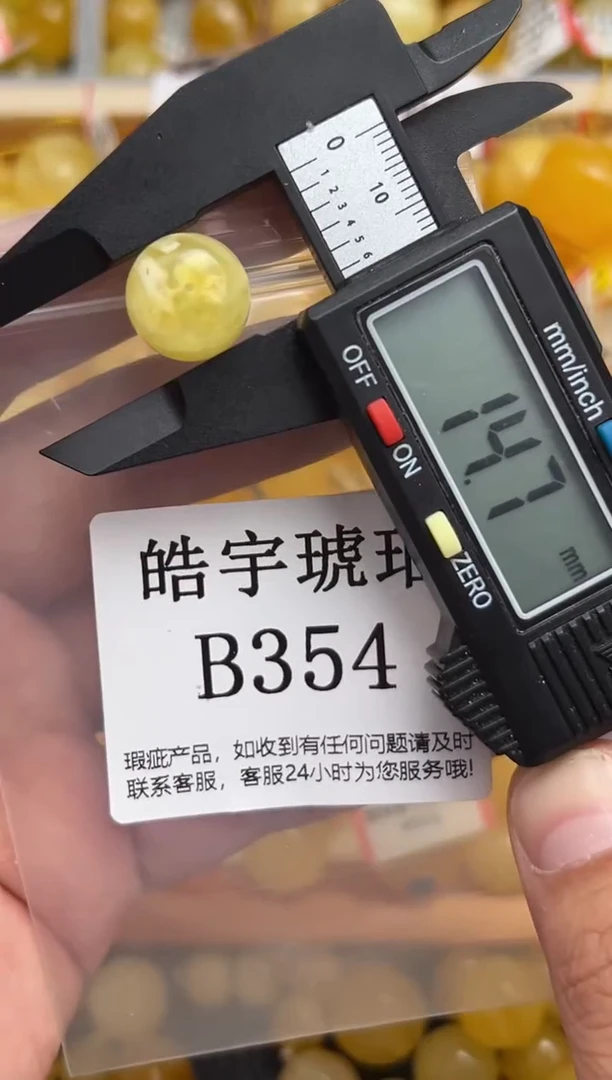 0
10
1
2
3
4
5
6
mm/inch
OFF
ON
ZERO
14.7
mm
皓宇琥珀
B354
瑕疵产品，如收到有任何问题请及时
联系客服，客服24小时为您服务哦!